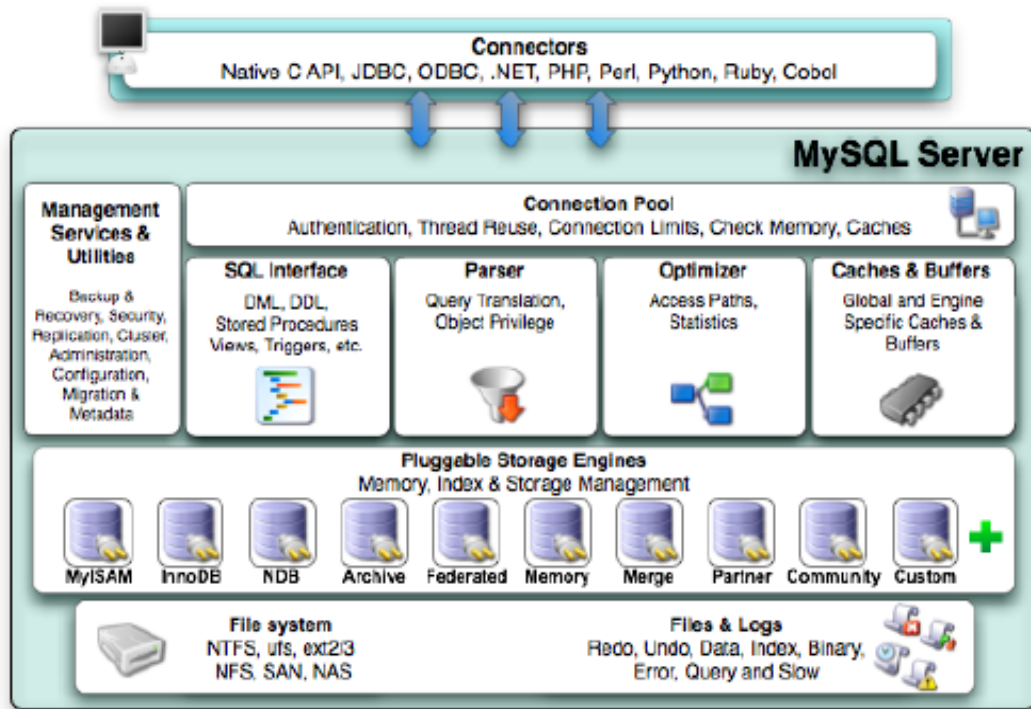 Connectors
Native C API, JDBC, ODBC, .NET, PHP, Perl, Python, Ruby, Cobol
MySQL Server
Management
Services &
Utilities
Backup &
Recovery, Security,
Replication, Cluster,
Administration,
Configuration,
Migration &
Metadata
Connection Pool
Authentication, Thread Reuse, Connection Limits, Check Memory, Caches
SQL Interface
DML, DDL,
Stored Procedures
Views, Triggers, etc.
Parser
Query Translation,
Object Privilege
Optimizer
Access Paths,
Statistics
Caches & Buffers
Global and Engine
Specific Caches &
Buffers
Pluggable Storage Engines
Memory, Index & Storage Management
MyISAM
InnoDB
NDB
Archive
Federated
Memory
Merge
Partner
Community
Custom
File system
NTFS, ufs, ext2/3
NFS, SAN, NAS
Files & Logs
Redo, Undo, Data, Index, Binary,
Error, Query and Slow